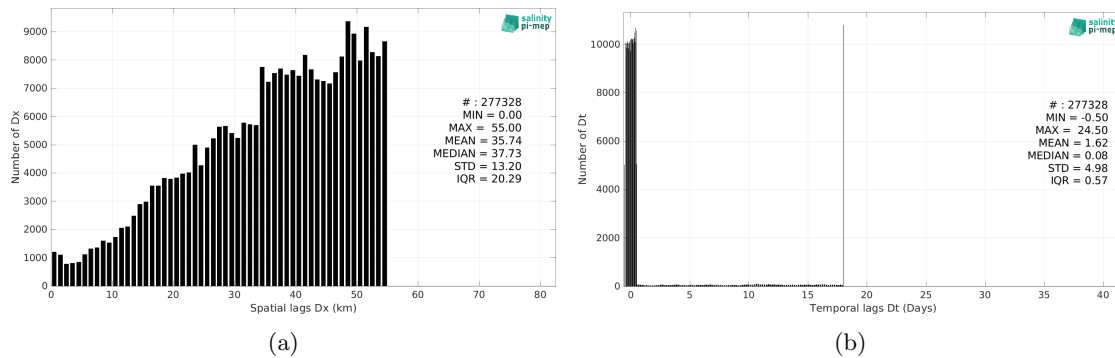 9000
8000
7000
6000
5000
4000
3000
2000
1000
0
Number of Dx
salinity
pi-mep
# : 277328
MIN = 0.00
MAX = 55.00
MEAN = 35.74
MEDIAN = 37.73
STD = 13.20
IQR = 20.29
0 10 20 30 40 50 60 70 80
Spatial lags Dx (km)
(a)
10000
8000
6000
4000
2000
0
Number of Dt
salinity
pi-mep
# : 277328
MIN = -0.50
MAX = 24.50
MEAN = 1.62
MEDIAN = 0.08
STD = 4.98
IQR = 0.57
0 5 10 15 20 25 30 35 40
Temporal lags Dt (Days)
(b)